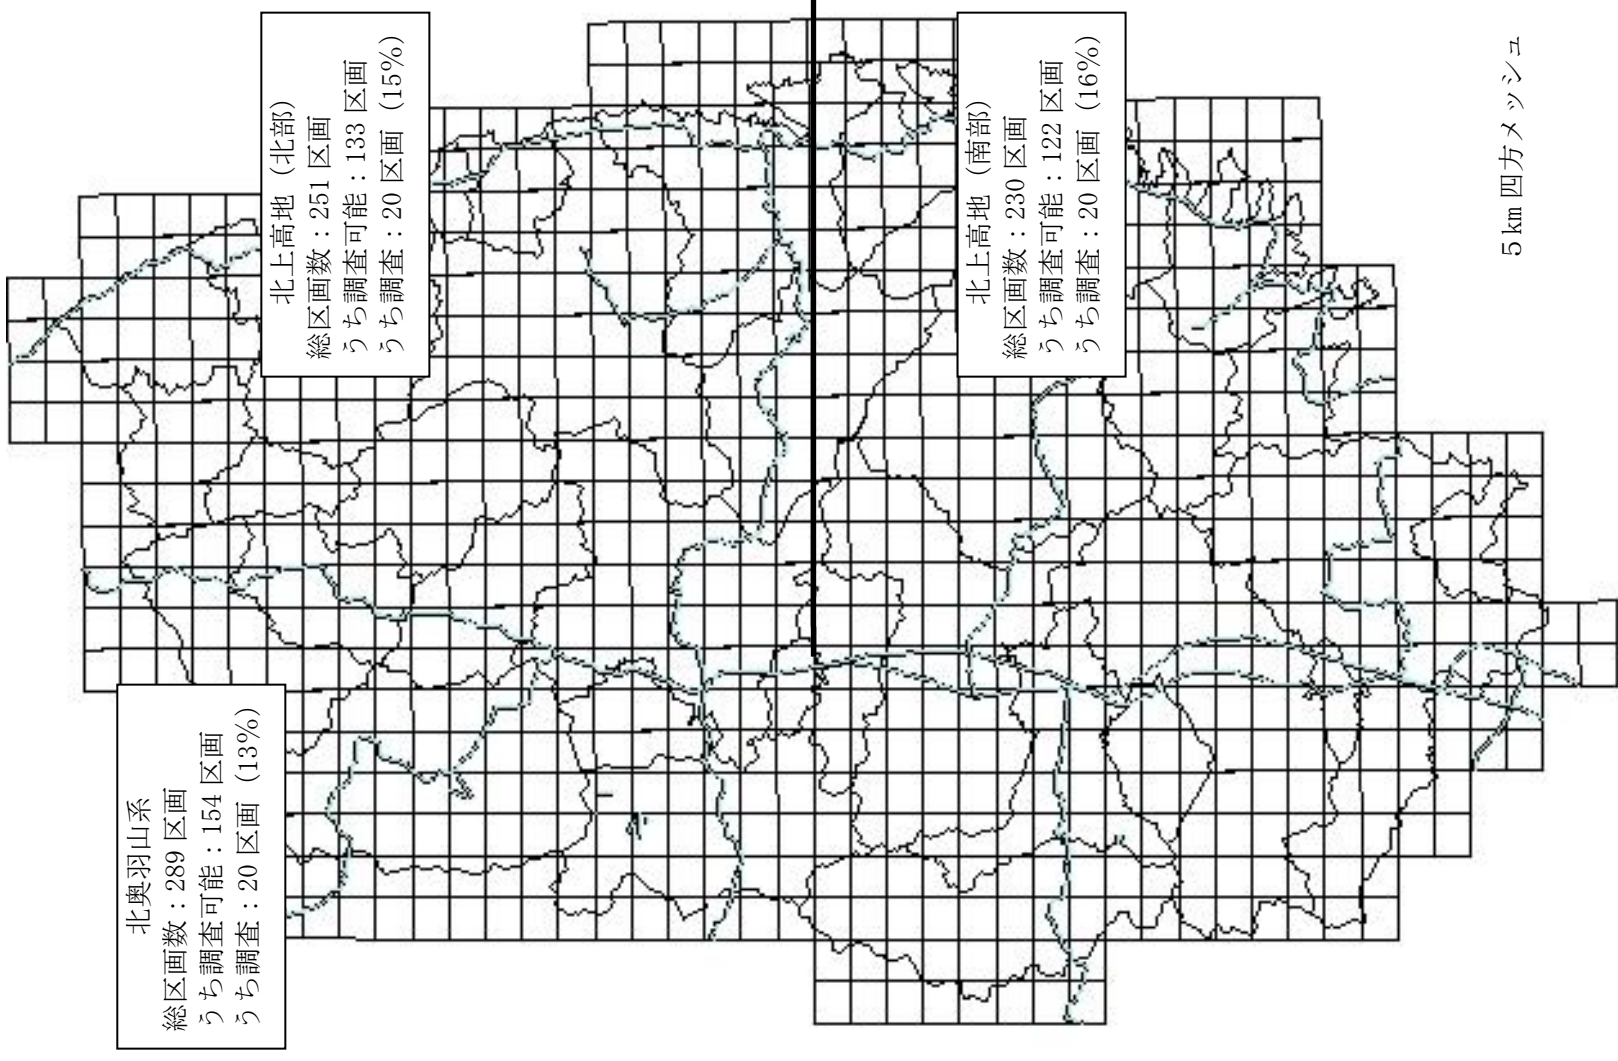 北奥羽山系
総区画数：289 区画
うち調査可能：154 区画
うち調査：20 区画（13%）
北上高地（北部）
総区画数：251 区画
うち調査可能：133 区画
うち調査：20 区画（15%）
北上高地（南部）
総区画数：230 区画
うち調査可能：122 区画
うち調査：20 区画（16%）
5㎞四方メッシュ